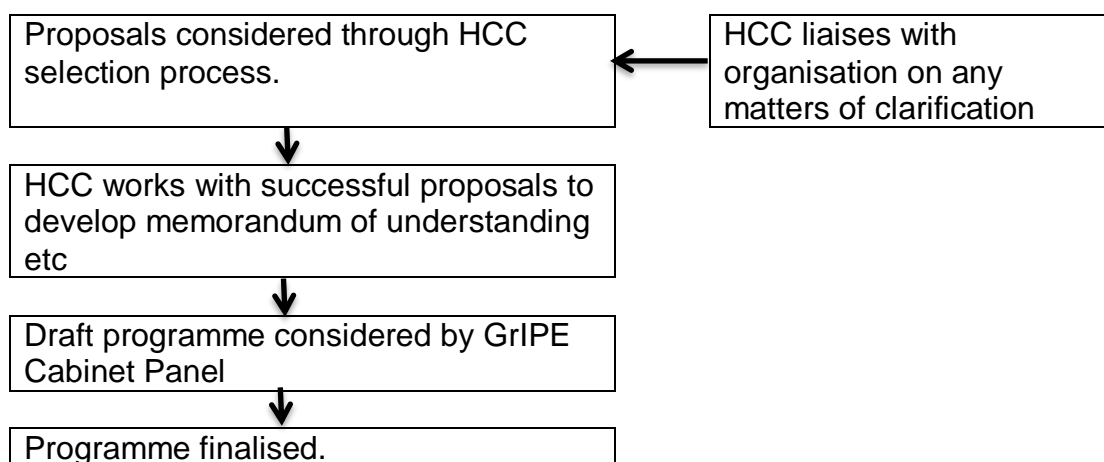 Proposals considered through HCC
selection process.
HCC liaises with
organisation on any
matters of clarification
HCC works with successful proposals to
develop memorandum of understanding
etc
Draft programme considered by GrIPE
Cabinet Panel
Programme finalised.